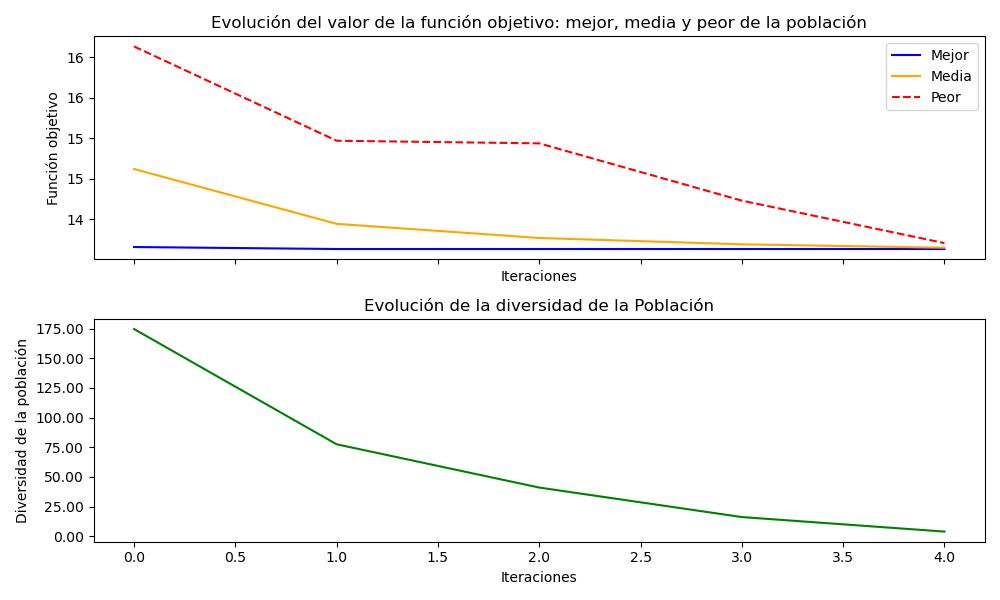 Evolución del valor de la función objetivo: mejor, media y peor de la población
Función objetivo
16
16
15
15
14
Mejor
Media
Peor
Iteraciones
Evolución de la diversidad de la Población
Diversidad de la población
175.00
150.00
125.00
100.00
75.00
50.00
25.00
0.00
0.0 0.5 1.0 1.5 2.0 2.5 3.0 3.5 4.0
Iteraciones